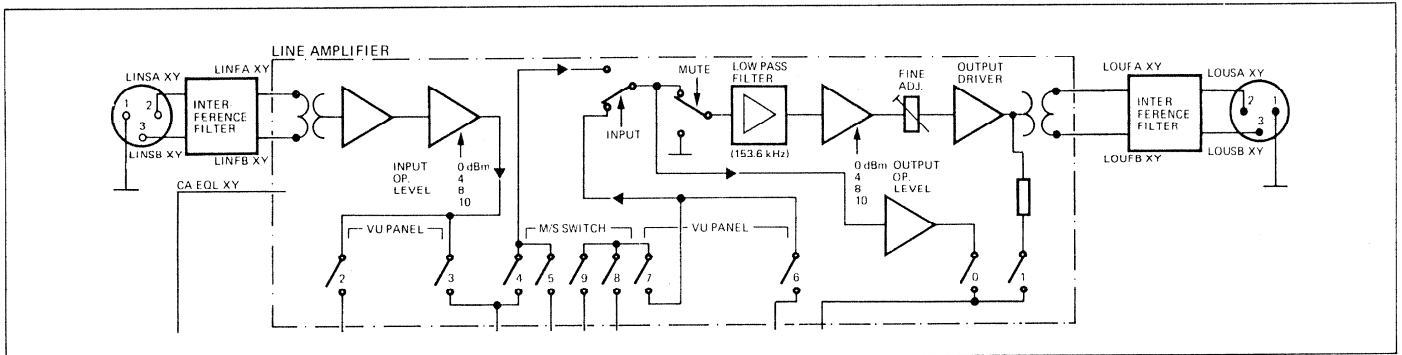 LINE AMPLIFIER
LINSA XY
LINFA XY
1
2
3
INTER-
FERENCE
FILTER
LINSB XY
LINFB XY
CA EQL XY
INPUT
OP.
LEVEL
0 dBm
4
8
10
VU PANEL
M/S SWITCH
VU PANEL
2
3
4
5
9
8
7
6
0
1
INPUT
MUTE
LOW PASS
FILTER
(153.6 kHz)
0 dBm
4
8
10
OUTPUT
OP.
LEVEL
FINE
ADJ.
OUTPUT
DRIVER
LOUFA XY
LOUSA XY
INTER
FERENCE
FILTER
2
1
3
LOUFB XY
LOUSB XY